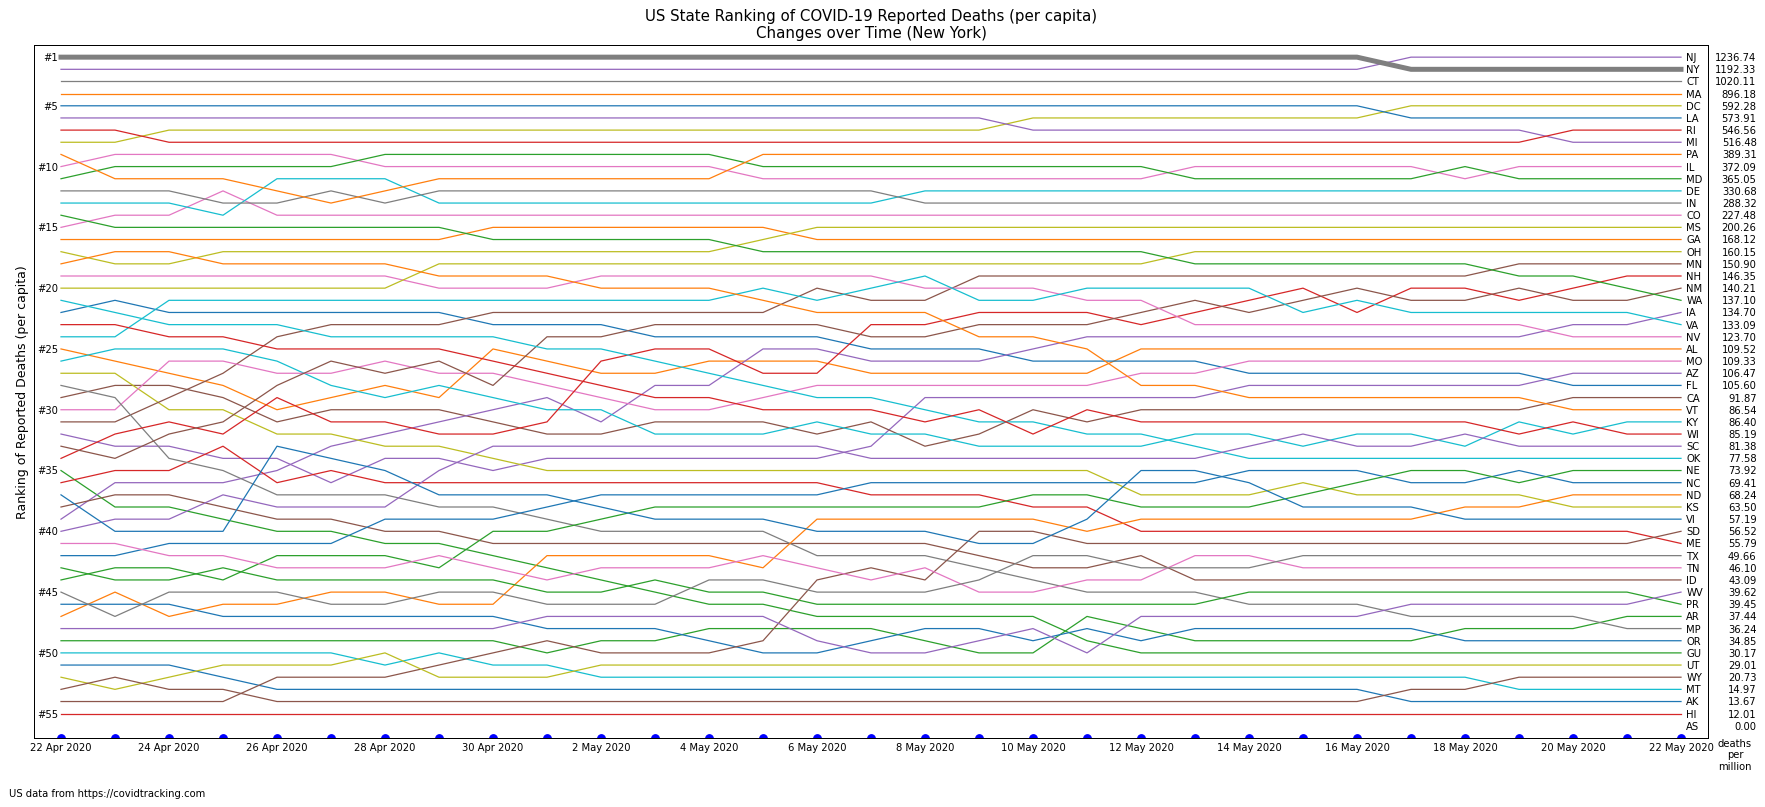 US State Ranking of COVID-19 Reported Deaths (per capita)
Changes over Time (New York)
Ranking of Reported Deaths (per capita)
#1
#5
#10
#15
#20
#25
#30
#35
#40
#45
#50
#55
NJ 1236.74
NY 1192.33
CT 1020.11
MA 896.18
DC 592.28
LA 573.91
RI 546.56
MI 516.48
PA 389.31
IL 372.09
MD 365.05
DE 330.68
IN 288.32
CO 227.48
MS 200.26
GA 168.12
OH 160.15
MN 150.90
NH 146.35
NM 140.21
WA 137.10
IA 134.70
VA 133.09
NV 123.70
AL 109.52
MO 109.33
AZ 106.47
FL 105.60
CA 91.87
VT 86.54
KY 86.40
WI 85.19
SC 81.38
OK 77.58
NE 73.92
NC 69.41
ND 68.24
KS 63.50
VI 57.19
SD 56.52
ME 55.79
TX 49.66
TN 46.10
ID 43.09
WV 39.62
PR 39.45
AR 37.44
MP 36.24
OR 34.85
GU 30.17
UT 29.01
WY 20.73
MT 14.97
AK 13.67
HI 12.01
AS 0.00
22 Apr 2020 24 Apr 2020 26 Apr 2020 28 Apr 2020 30 Apr 2020 2 May 2020 4 May 2020 6 May 2020 8 May 2020 10 May 2020 12 May 2020 14 May 2020 16 May 2020 18 May 2020 20 May 2020 22 May 2020
deaths
per
million
US data from https://covidtracking.com